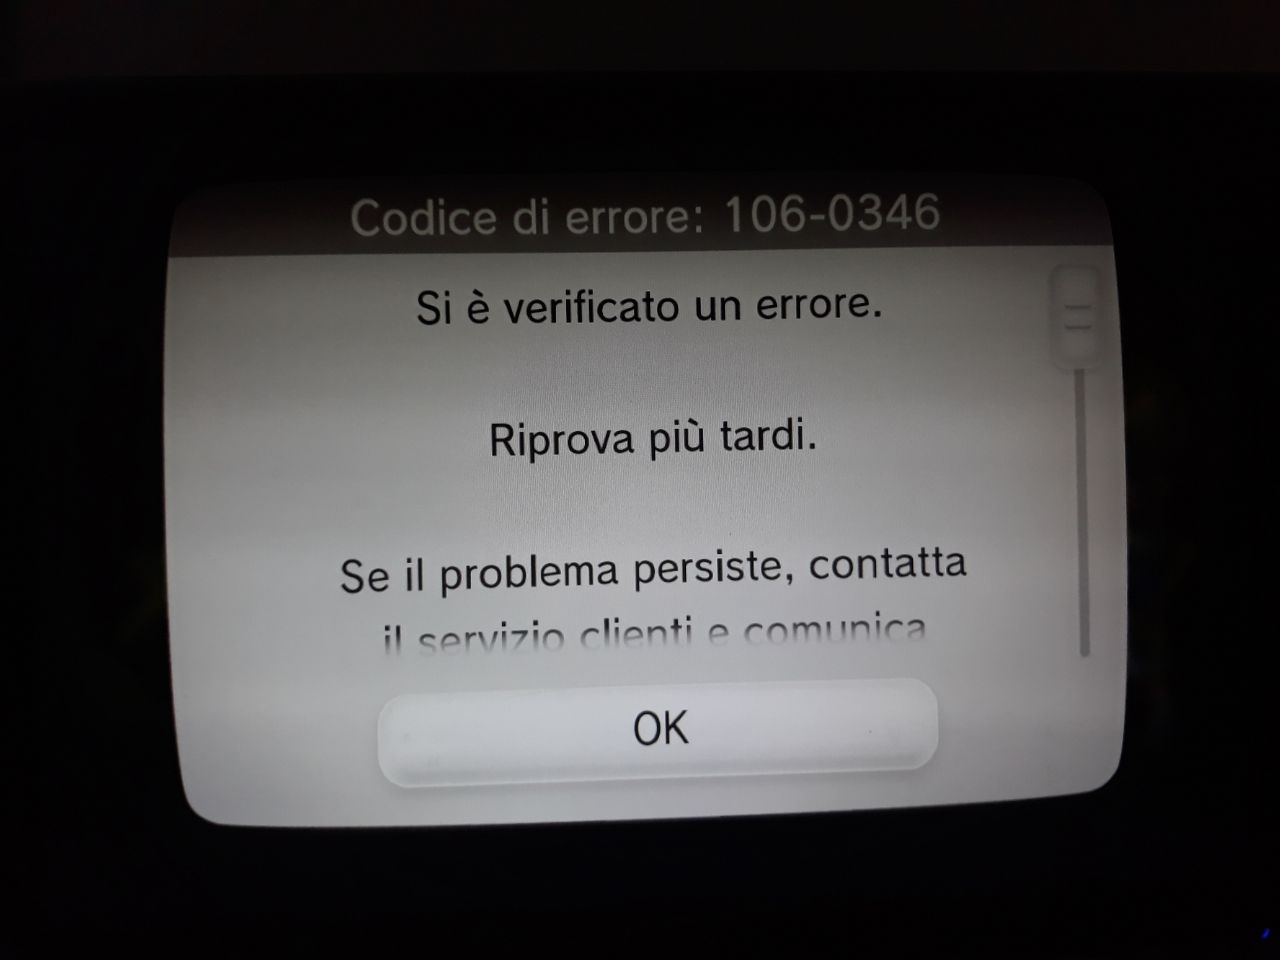 Codice di errore: 106-0346
Si è verificato un errore.
Riprova più tardi.
Se il problema persiste, contatta
il servizio clienti e comunica
OK